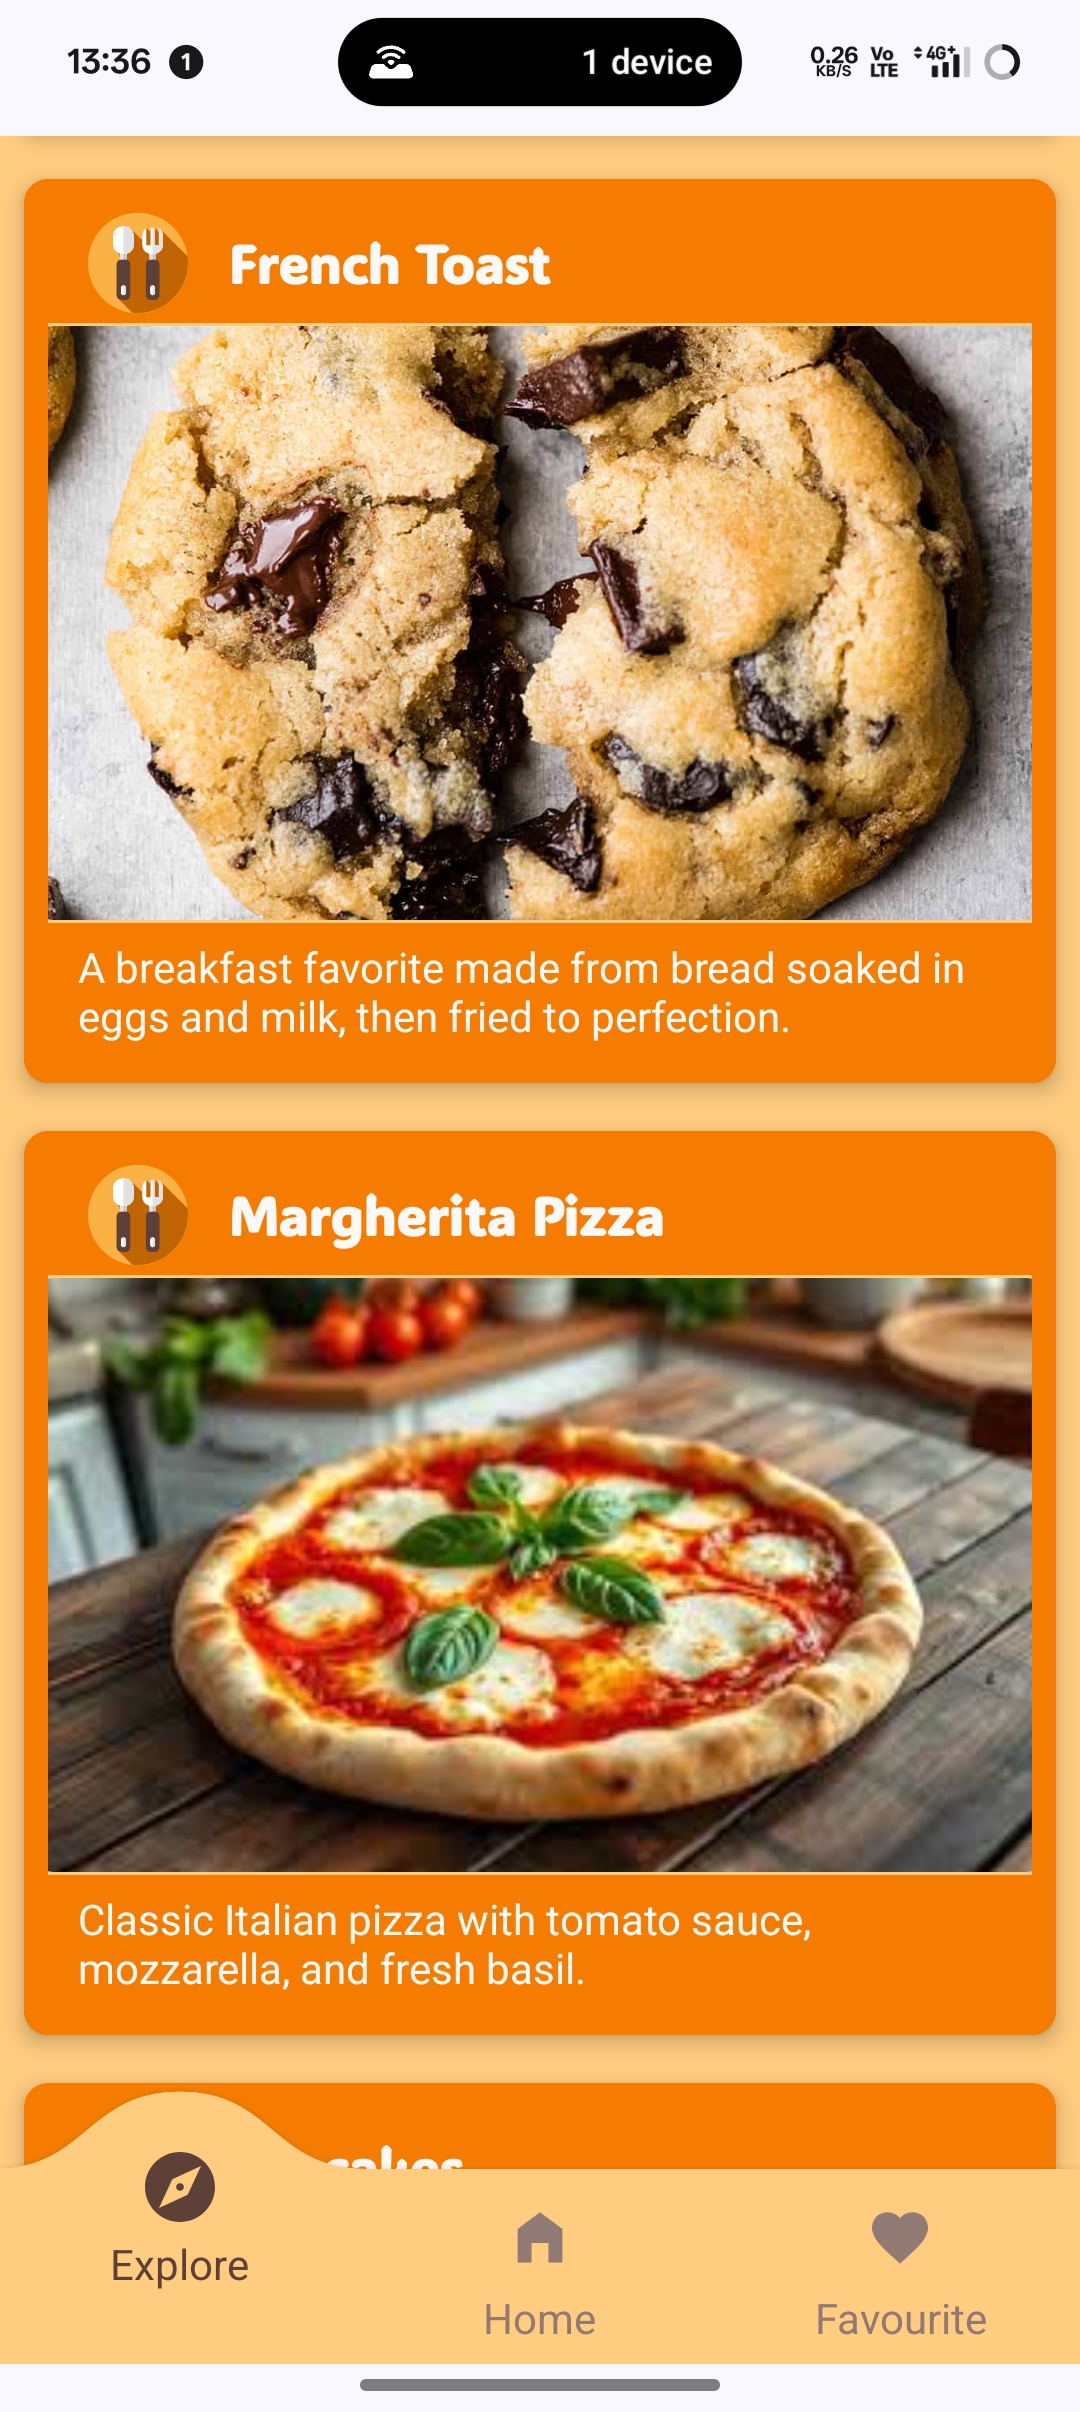 13:36 1 1 device 0.26 KB/S Vo LTE 4G+
French Toast
A breakfast favorite made from bread soaked in
eggs and milk, then fried to perfection.
Margherita Pizza
Classic Italian pizza with tomato sauce,
mozzarella, and fresh basil.
Explore
Home
Favourite